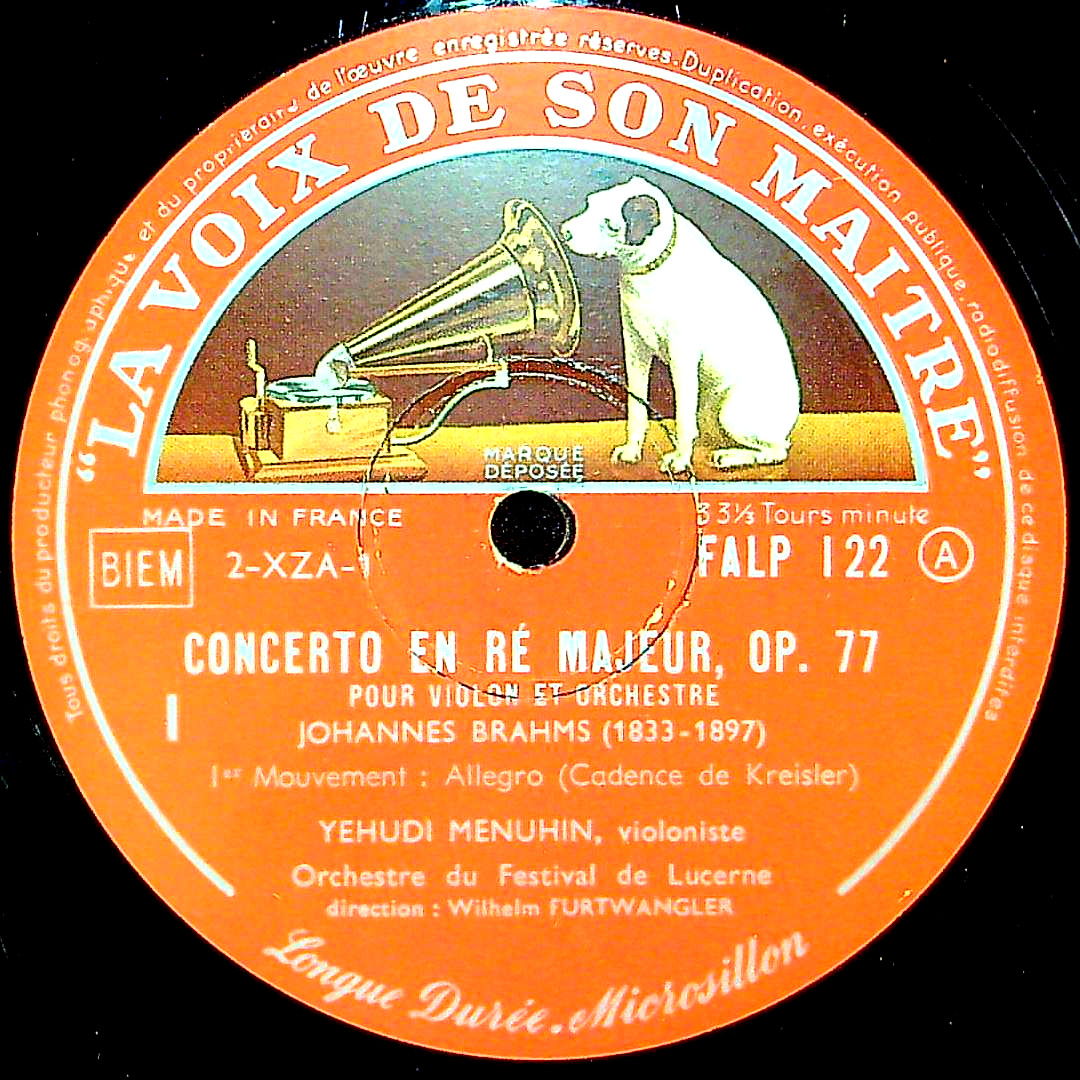 Tous droits du producteur phonographique et du propriétaire de l'œuvre enregistrée réservés. Duplication, exécution publique, radiodiffusion de ce disque interdites
“LA VOIX DE SON MAITRE”
MARQUE
DÉPOSÉE
MADE IN FRANCE
33⅓ Tours minute
BIEM
2-XZA-1
FALP 122
A
CONCERTO EN RÉ MAJEUR, OP. 77
POUR VIOLON ET ORCHESTRE
I
JOHANNES BRAHMS (1833-1897)
1er Mouvement : Allegro (Cadence de Kreisler)
YEHUDI MENUHIN, violoniste
Orchestre du Festival de Lucerne
direction : Wilhelm FURTWANGLER
Longue Durée. Microsillon